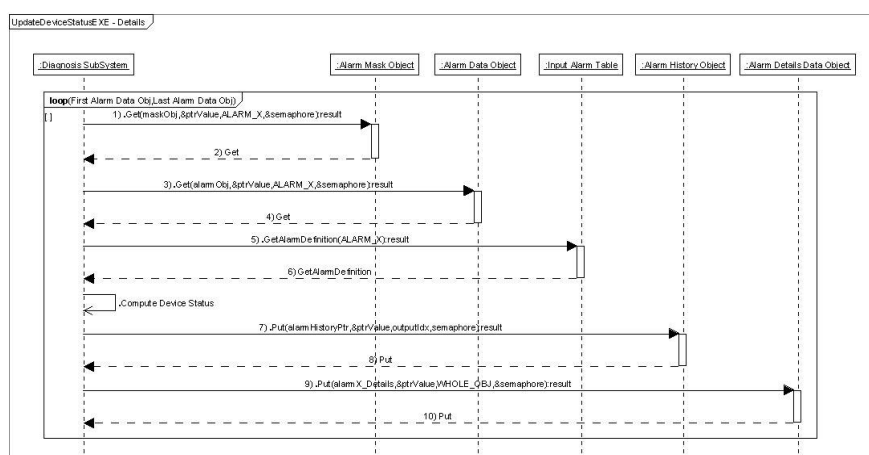 UpdateDeviceStatusEXE - Details
:Diagnosis SubSystem
:Alarm Mask Object
:Alarm Data Object
:Input Alarm Table
:Alarm History Object
:Alarm Details Data Object
loop(First Alarm Data Obj,Last Alarm Data Obj)
[ ]
1) .Get(maskObj,&ptrValue,ALARM_X,&semaphore):result
2) Get
3) .Get(alarmObj,&ptrValue,ALARM_X,&semaphore):result
4) Get
5) .GetAlarmDefinition(ALARM_X):result
6) GetAlarmDefinition
.Compute Device Status
7) .Put(alarmHistoryPtr,&ptrValue,outputIdx,semaphore):result
8) Put
9) .Put(alarmX_Details,&ptrValue,WHOLE_OBJ,&semaphore):result
10) Put